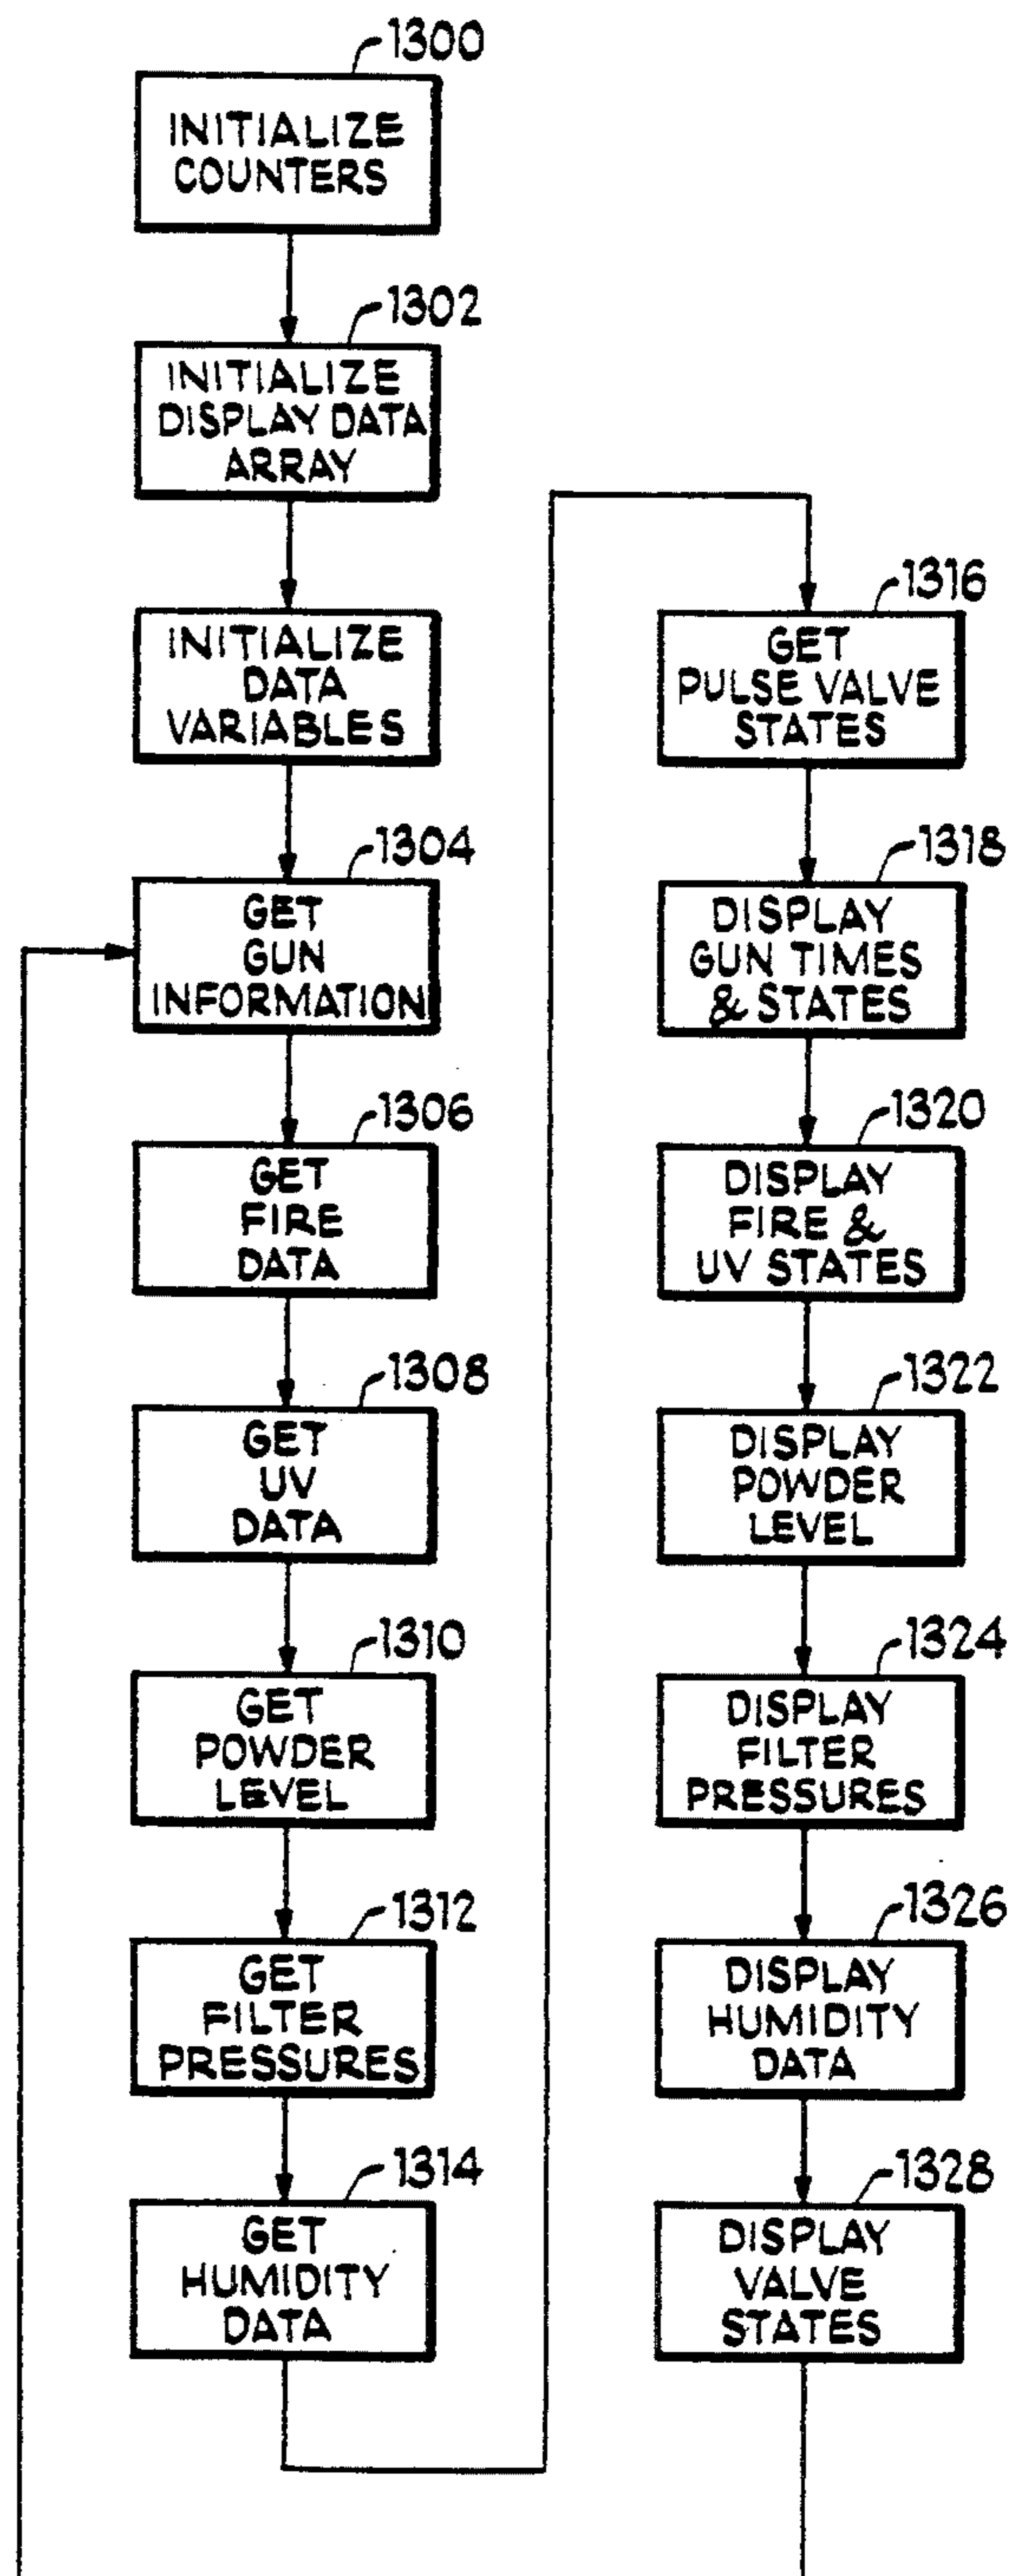 1300
INITIALIZE
COUNTERS
1302
INITIALIZE
DISPLAY DATA
ARRAY
INITIALIZE
DATA
VARIABLES
1304
GET
GUN
INFORMATION
1306
GET
FIRE
DATA
1308
GET
UV
DATA
1310
GET
POWDER
LEVEL
1312
GET
FILTER
PRESSURES
1314
GET
HUMIDITY
DATA
1316
GET
PULSE VALVE
STATES
1318
DISPLAY
GUN TIMES
& STATES
1320
DISPLAY
FIRE &
UV STATES
1322
DISPLAY
POWDER
LEVEL
1324
DISPLAY
FILTER
PRESSURES
1326
DISPLAY
HUMIDITY
DATA
1328
DISPLAY
VALVE
STATES